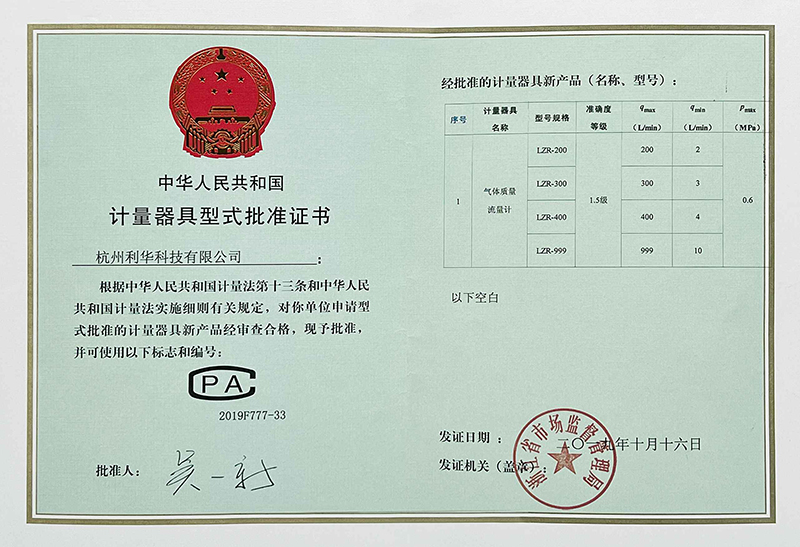 中华人民共和国
计量器具型式批准证书
杭州利华科技有限公司：
根据中华人民共和国计量法第十三条和中华人民
共和国计量法实施细则有关规定，对你单位申请型
式批准的计量器具新产品经审查合格，现予批准，
并可使用以下标志和编号：
CPA
2019F777-33
批准人：吴一新
经批准的计量器具新产品（名称、型号）：
序号 计量器具名称 型号规格 准确度等级 qmax (L/min) qmin (L/min) pmax (MPa)
1 气体质量流量计 LZR-200 1.5级 200 2 0.6
LZR-300 300 3
LZR-400 400 4
LZR-999 999 10
以下空白
发证日期：二〇一九年十月十六日
发证机关（盖章）：
浙江省市场监督管理局